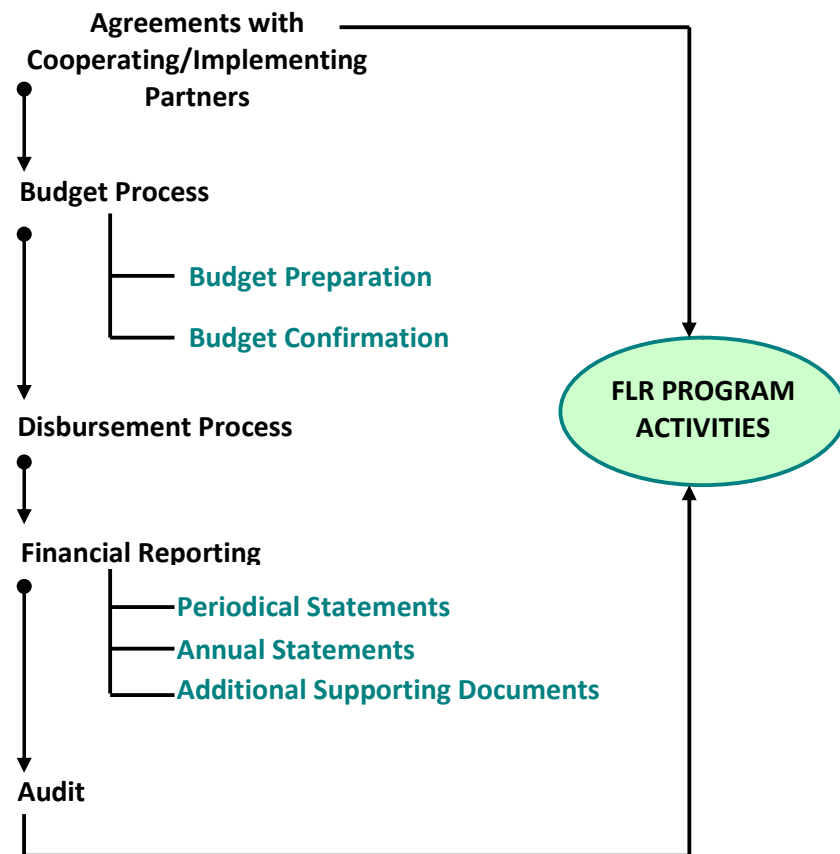 Agreements with
Cooperating/Implementing
Partners
Budget Process
Budget Preparation
Budget Confirmation
FLR PROGRAM
ACTIVITIES
Disbursement Process
Financial Reporting
Periodical Statements
Annual Statements
Additional Supporting Documents
Audit